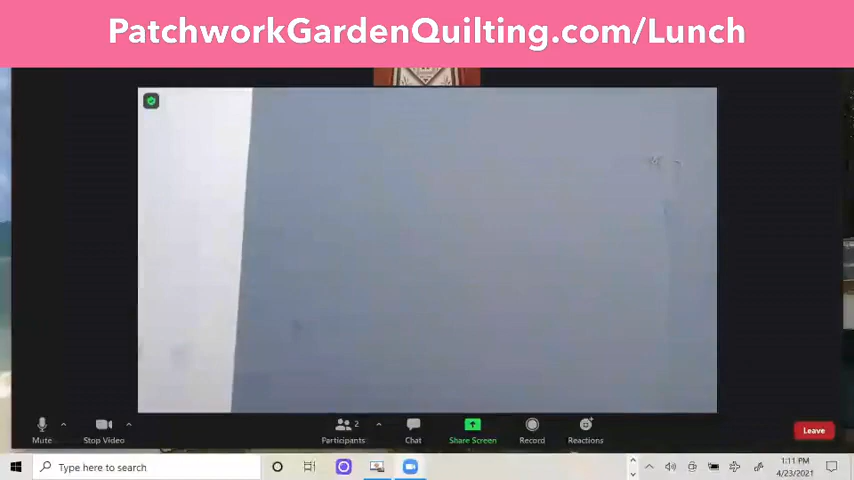 PatchworkGardenQuilting.com/Lunch
Mute
Stop Video
2
Participants
Chat
Share Screen
Record
Reactions
Leave
Type here to search
1:11 PM
4/23/2021